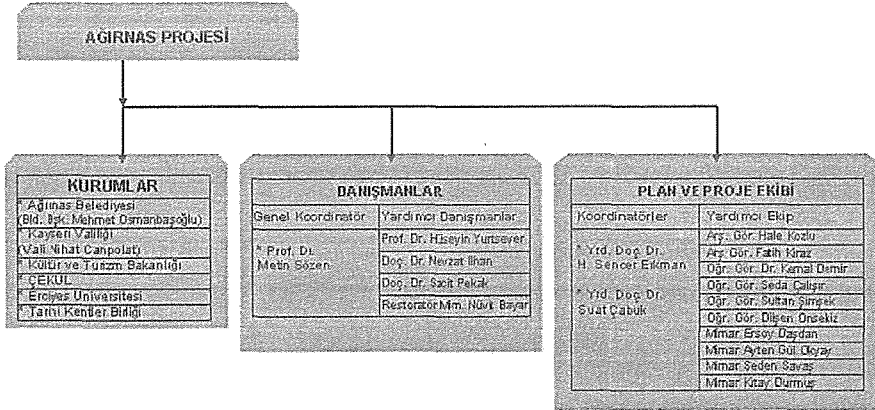 AĞIRNAS PROJESİ
KURUMLAR
* Ağırnas Belediyesi
(Bld. Bşk. Mehmet Osmanbaşoğlu)
* Kayseri Valiliği
(Vali Nihat Canpolat)
* Kültür ve Turizm Bakanlığı
* ÇEKÜL
* Erciyes Üniversitesi
* Tarihi Kentler Birliği
DANIŞMANLAR
Genel Koordinatör
* Prof. Dr.
Metin Sözen
Yardımcı Danışmanlar
Prof. Dr. Hüseyin Yurtsever
Doç. Dr. Nevzat İlhan
Doç. Dr. Sacit Pekak
Restoratör Mim. Nüvit Bayar
PLAN VE PROJE EKİBİ
Koordinatörler
* Yrd. Doç. Dr.
H. Sencer Erkman
* Yrd. Doç. Dr.
Suat Çabuk
Yardımcı Ekip
Arş. Gör. Hale Kozlu
Arş. Gör. Fatih Kiraz
Öğr. Gör. Dr. Kemal Demir
Öğr. Gör. Seda Çalışır
Öğr. Gör. Sultan Şimşek
Öğr. Gör. Dilşen Onsekiz
Mimar Ersoy Daşdan
Mimar Ayten Gül Okyay
Mimar Seden Savaş
Mimar Kıtay Durmuş